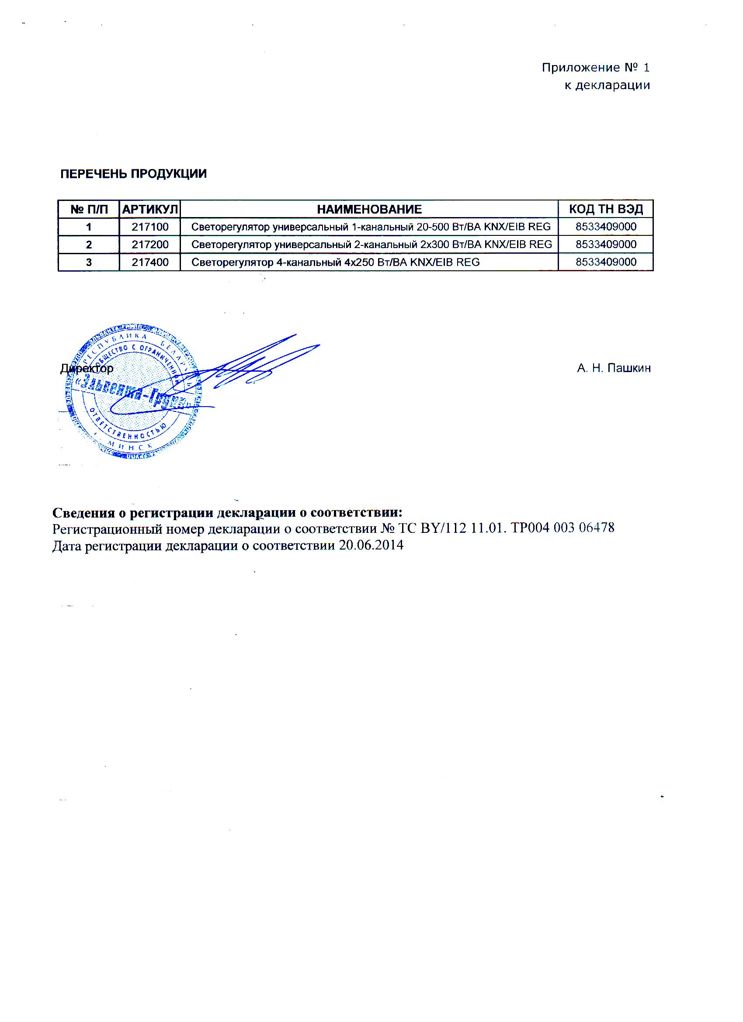 Приложение № 1
к декларации
ПЕРЕЧЕНЬ ПРОДУКЦИИ
№ П/П АРТИКУЛ НАИМЕНОВАНИЕ КОД ТН ВЭД
1 217100 Светорегулятор универсальный 1-канальный 20-500 Вт/ВА KNX/EIB REG 8533409000
2 217200 Светорегулятор универсальный 2-канальный 2х300 Вт/ВА KNX/EIB REG 8533409000
3 217400 Светорегулятор 4-канальный 4х250 Вт/ВА KNX/EIB REG 8533409000
РЕСПУБЛИКА БЕЛАРУСЬ
ОБЩЕСТВО С ОГРАНИ�ченной
Директор А. Н. Пашкин
«Эльвента-Групп»
ОТВЕТСТВЕННОСТЬЮ
г. МИНСК
Сведения о регистрации декларации о соответствии:
Регистрационный номер декларации о соответствии № ТС BY/112 11.01. ТР004 003 06478
Дата регистрации декларации о соответствии 20.06.2014